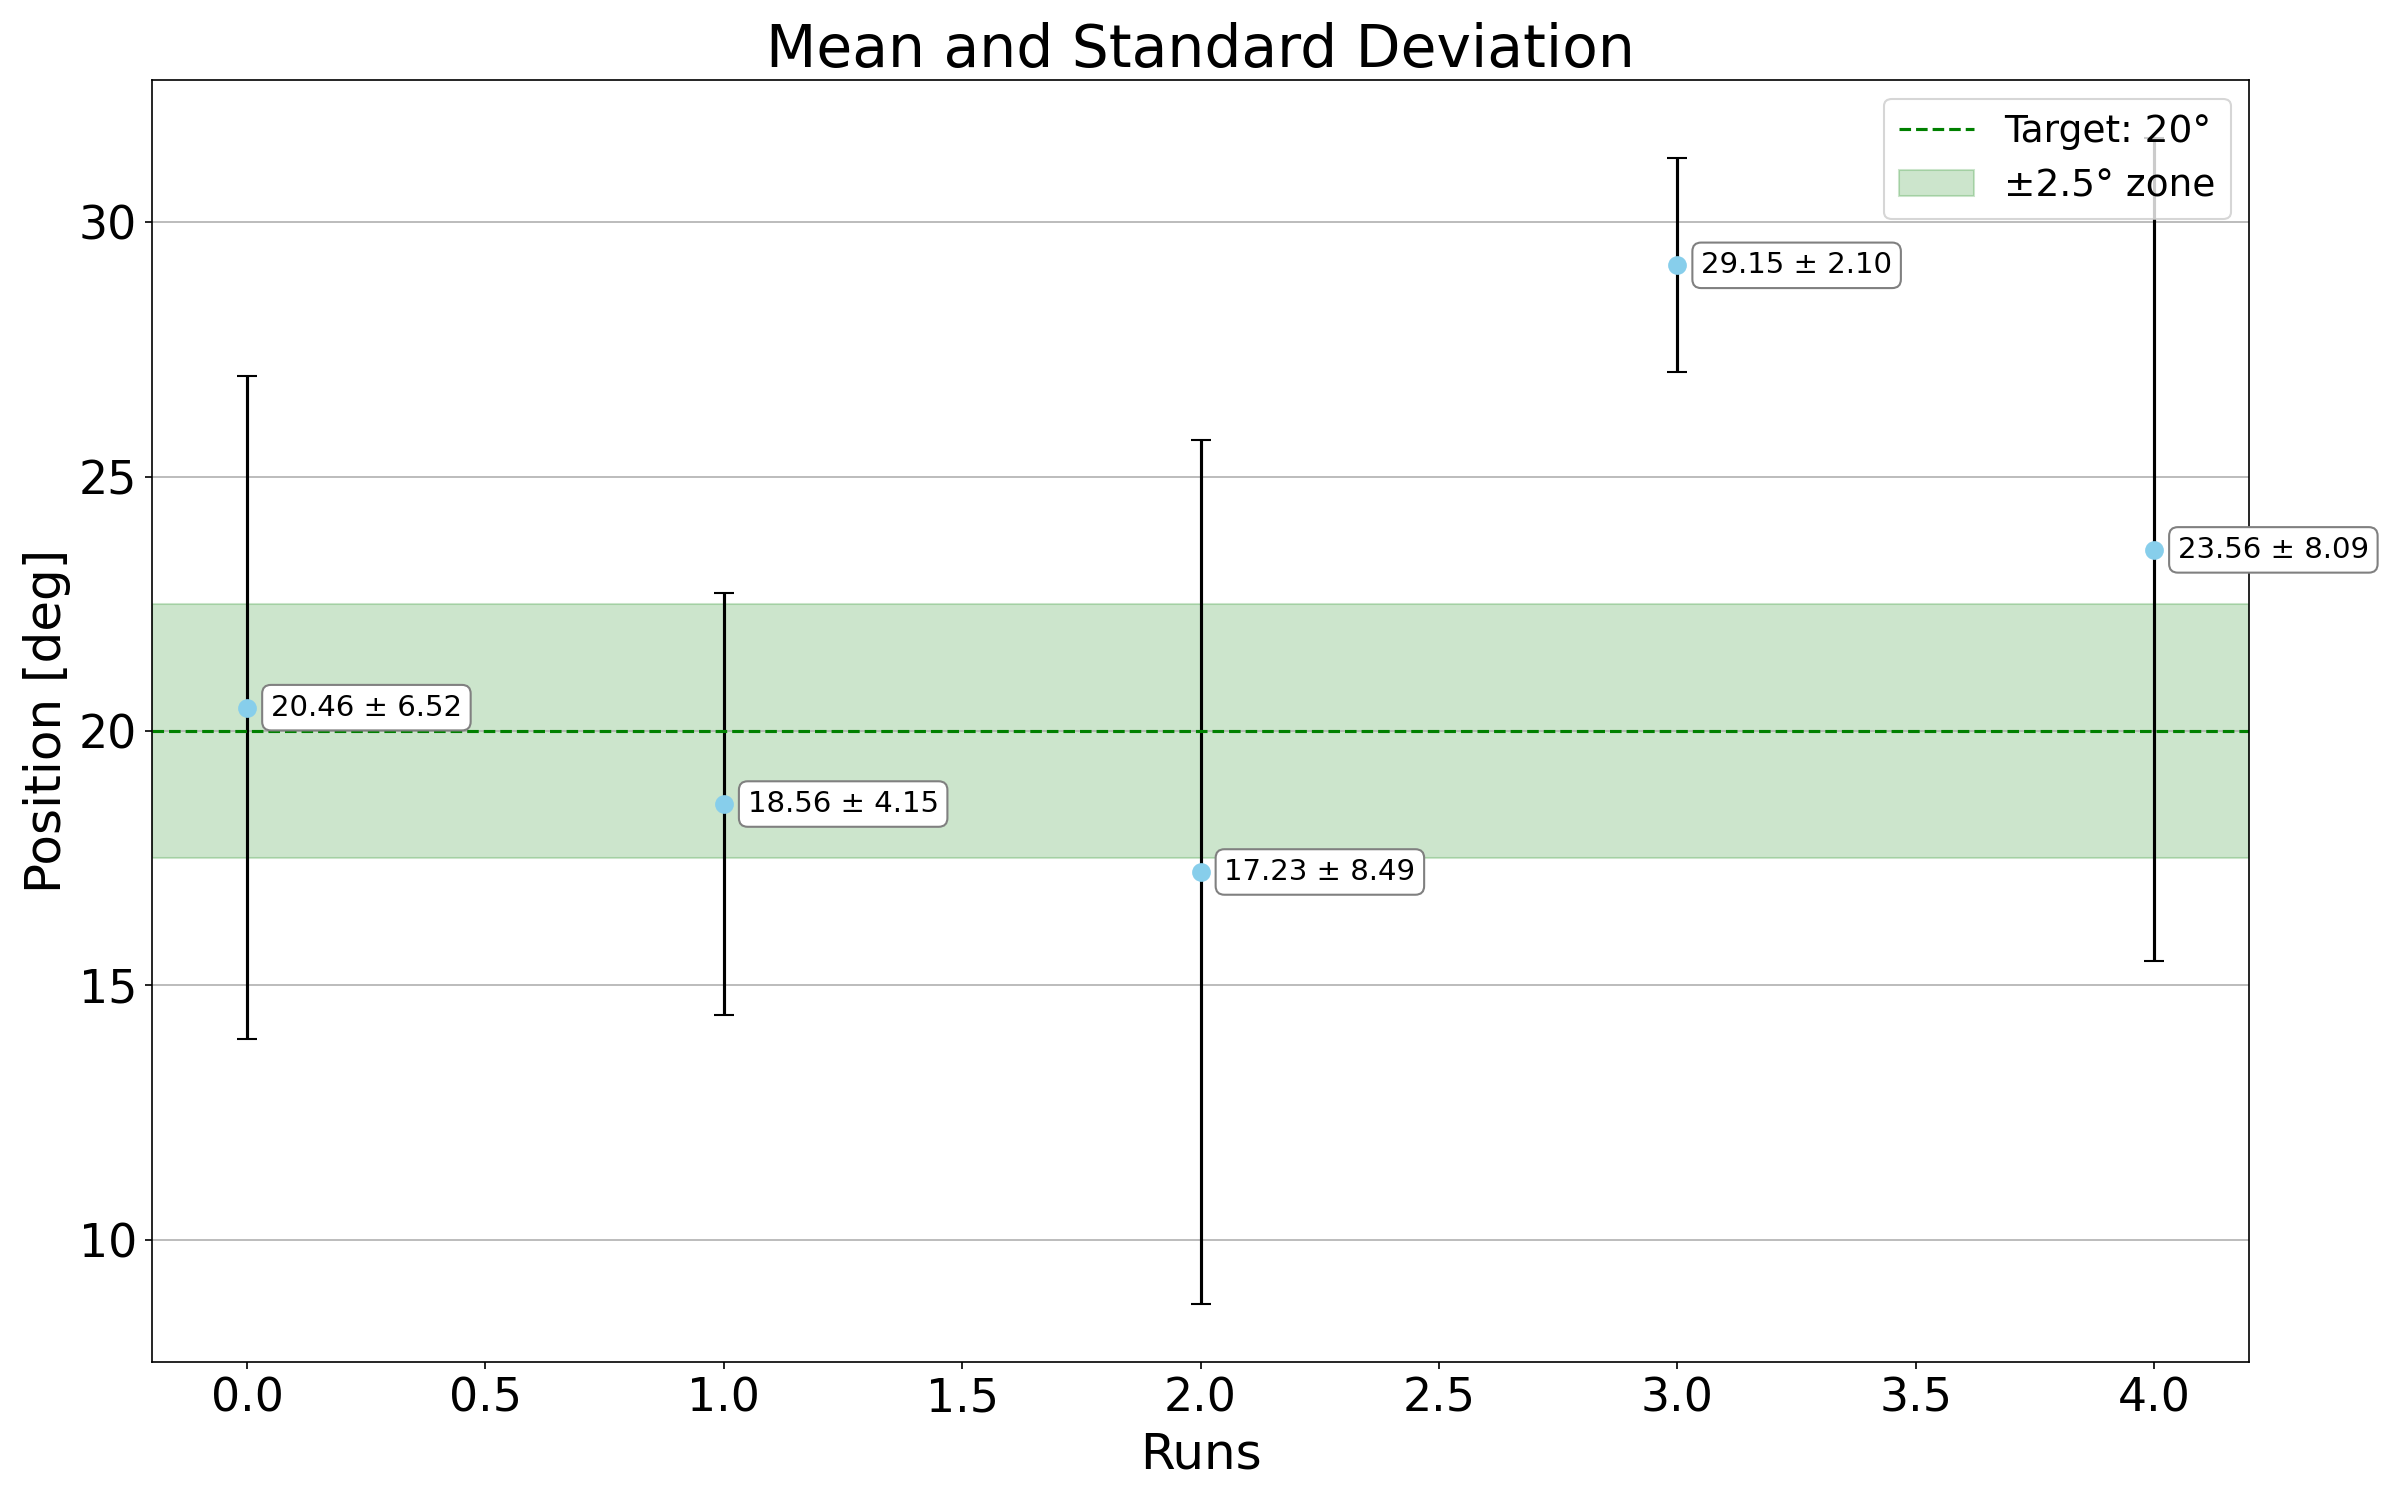 Mean and Standard Deviation
Target: 20°
±2.5° zone
30
29.15 ± 2.10
25
23.56 ± 8.09
20.46 ± 6.52
20
18.56 ± 4.15
17.23 ± 8.49
15
10
Position [deg]
0.0 0.5 1.0 1.5 2.0 2.5 3.0 3.5 4.0
Runs